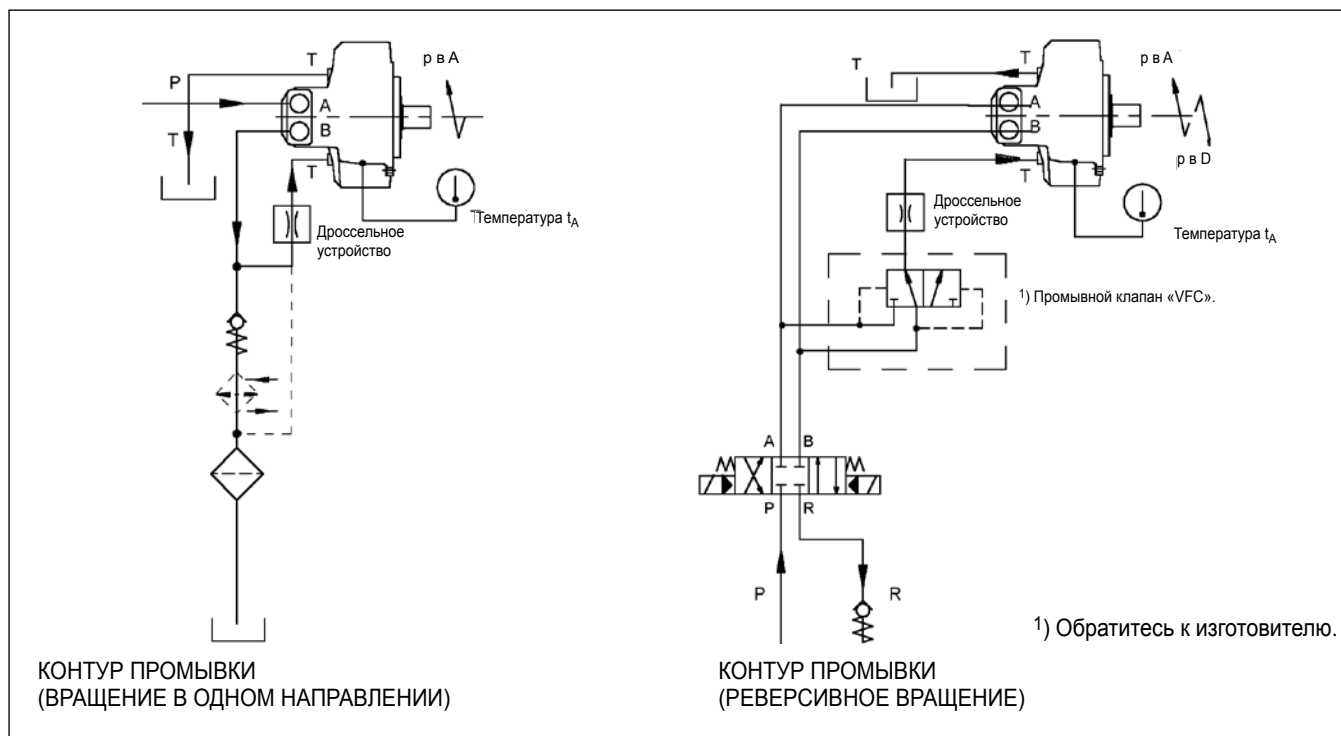 T
р в А
P
A
B
T
T
Температура tA
Дроссельное
устройство
КОНТУР ПРОМЫВКИ
(ВРАЩЕНИЕ В ОДНОМ НАПРАВЛЕНИИ)
T
T
р в А
A
B
р в D
T
Дроссельное
устройство
Температура tA
1) Промывной клапан «VFC».
A B
P R
P
R
1) Обратитесь к изготовителю.
КОНТУР ПРОМЫВКИ
(РЕВЕРСИВНОЕ ВРАЩЕНИЕ)